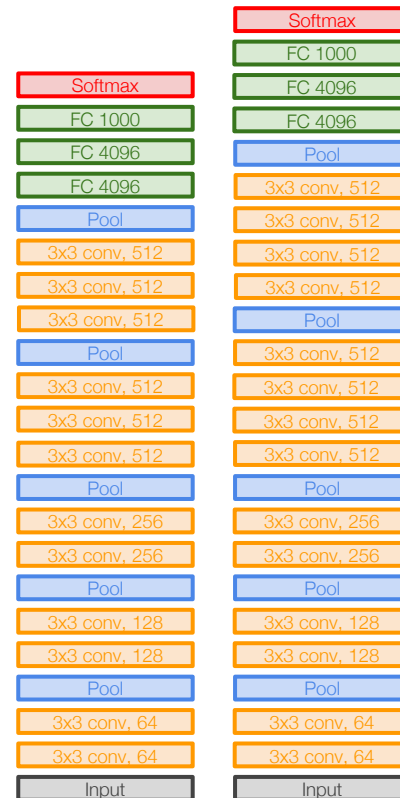 Softmax
FC 1000
FC 4096
FC 4096
Pool
3x3 conv, 512
3x3 conv, 512
3x3 conv, 512
Pool
3x3 conv, 512
3x3 conv, 512
3x3 conv, 512
Pool
3x3 conv, 256
3x3 conv, 256
Pool
3x3 conv, 128
3x3 conv, 128
Pool
3x3 conv, 64
3x3 conv, 64
Input
Softmax
FC 1000
FC 4096
FC 4096
Pool
3x3 conv, 512
3x3 conv, 512
3x3 conv, 512
3x3 conv, 512
Pool
3x3 conv, 512
3x3 conv, 512
3x3 conv, 512
3x3 conv, 512
Pool
3x3 conv, 256
3x3 conv, 256
Pool
3x3 conv, 128
3x3 conv, 128
Pool
3x3 conv, 64
3x3 conv, 64
Input